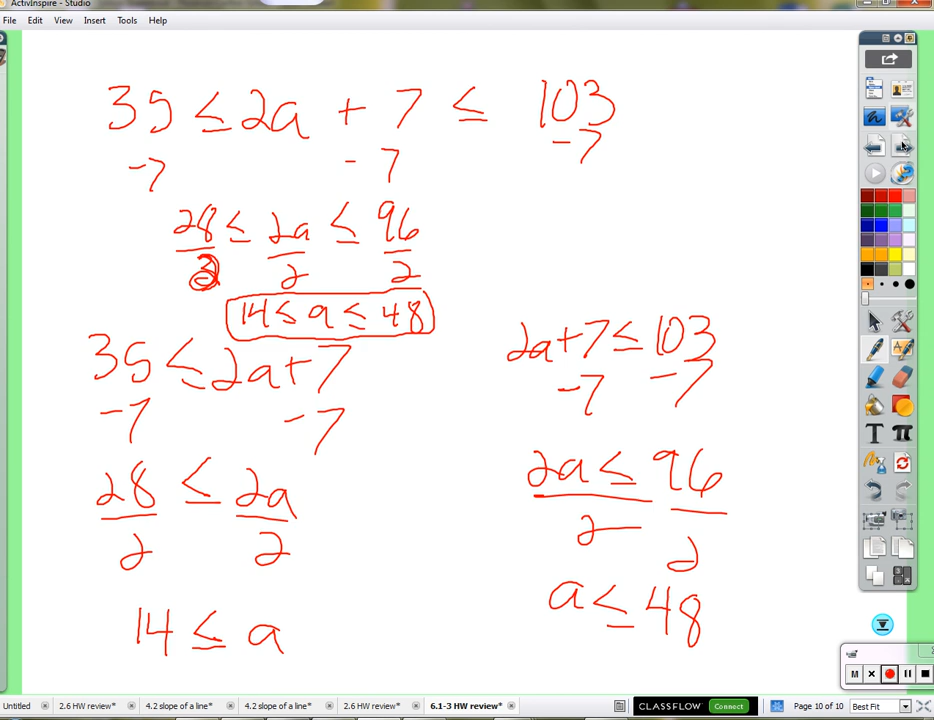 ActivInspire - Studio
File Edit View Insert Tools Help
35 ≤ 2a + 7 ≤ 103
-7 -7 -7
28 ≤ 2a ≤ 96
2 2 2
14 ≤ a ≤ 48
35 ≤ 2a+7
-7 -7
28 ≤ 2a
2 2
14 ≤ a
2a+7 ≤ 103
-7 -7
2a ≤ 96
2 2
a ≤ 48
M
Untitled 2.6 HW review* 4.2 slope of a line* 4.2 slope of a line* 2.6 HW review* 6.1-3 HW review* CLASSFLOW Connect Page 10 of 10 Best Fit